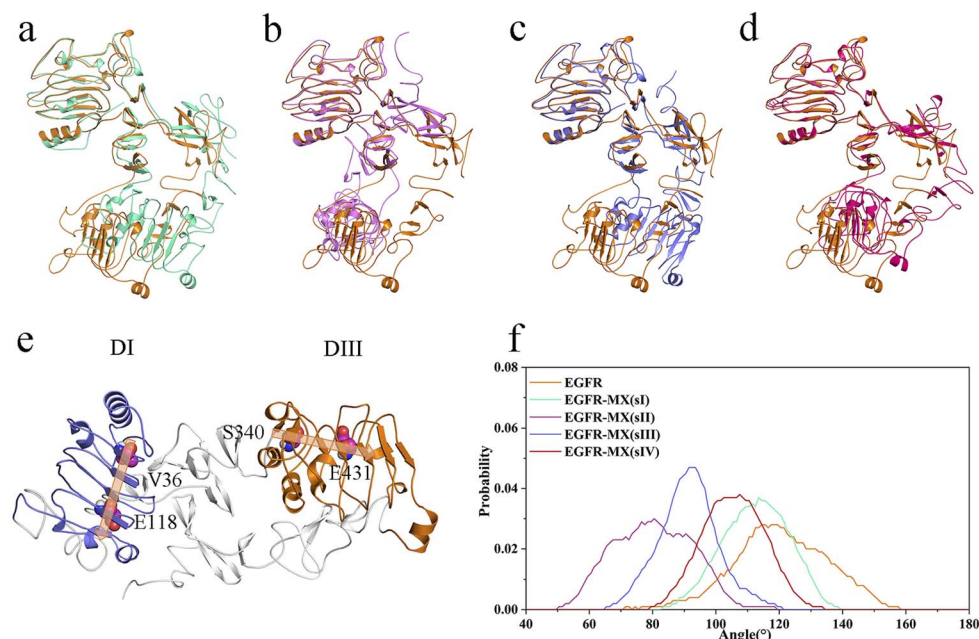 a b c d
e DI DIII f
S340
E431
V36
E118
0.08
0.06
0.04
0.02
0.00
Probability
EGFR
EGFR-MX(sI)
EGFR-MX(sII)
EGFR-MX(sIII)
EGFR-MX(sIV)
40 60 80 100 120 140 160 180
Angle(°)